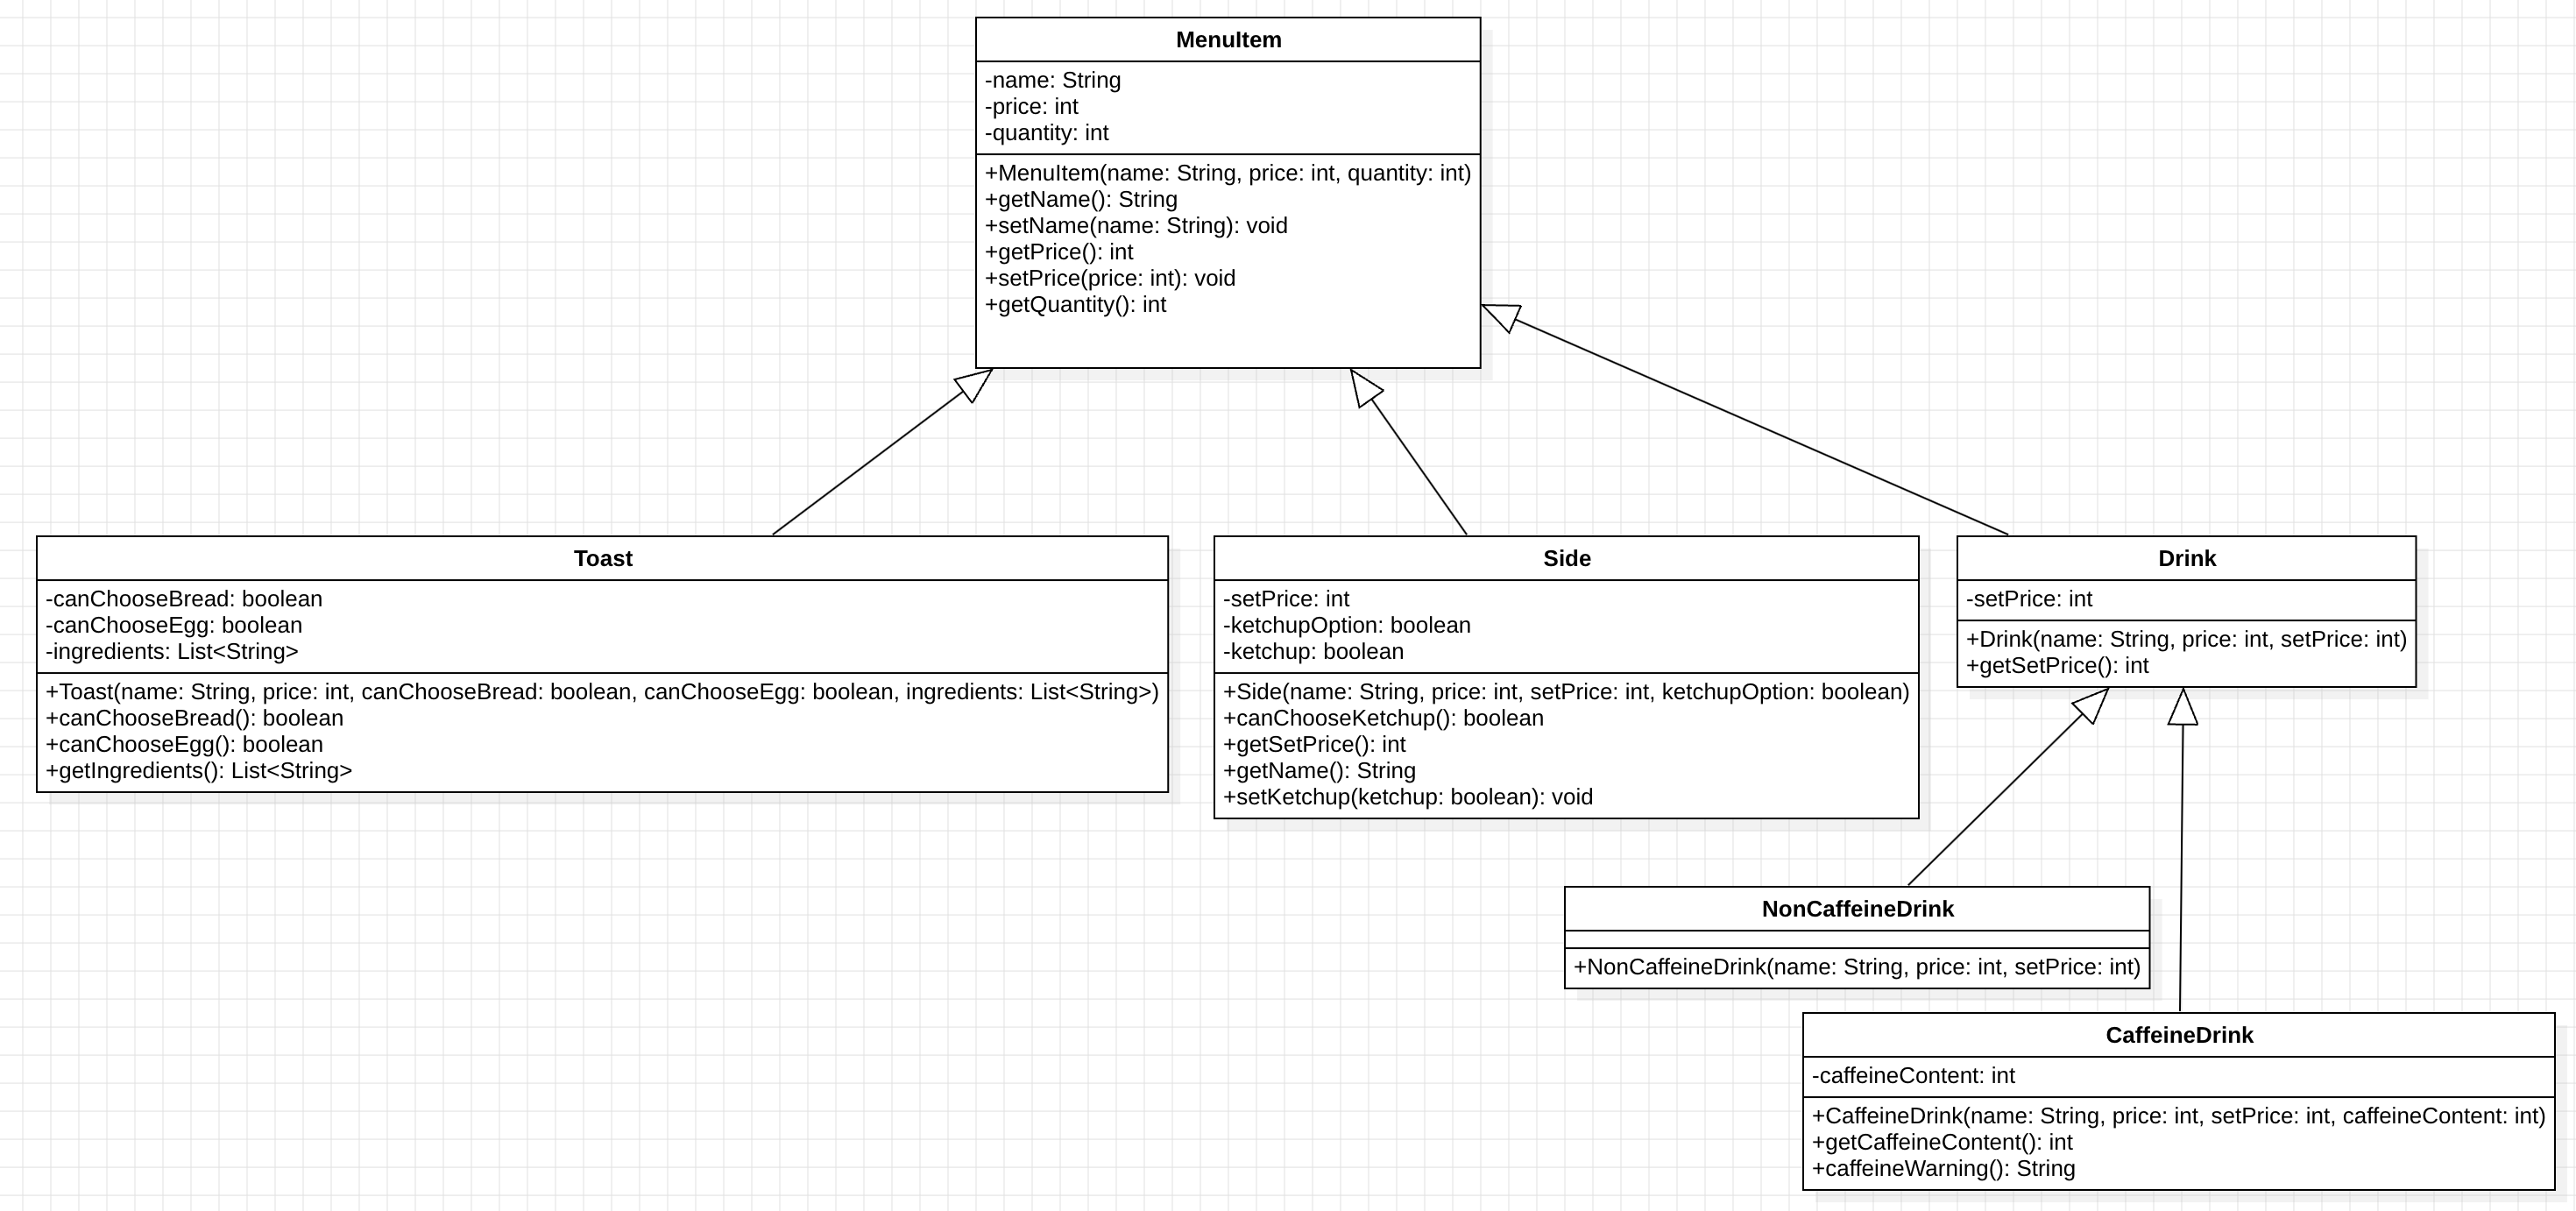 MenuItem
-name: String
-price: int
-quantity: int
+MenuItem(name: String, price: int, quantity: int)
+getName(): String
+setName(name: String): void
+getPrice(): int
+setPrice(price: int): void
+getQuantity(): int
Toast
-canChooseBread: boolean
-canChooseEgg: boolean
-ingredients: List<String>
+Toast(name: String, price: int, canChooseBread: boolean, canChooseEgg: boolean, ingredients: List<String>)
+canChooseBread(): boolean
+canChooseEgg(): boolean
+getIngredients(): List<String>
Side
-setPrice: int
-ketchupOption: boolean
-ketchup: boolean
+Side(name: String, price: int, setPrice: int, ketchupOption: boolean)
+canChooseKetchup(): boolean
+getSetPrice(): int
+getName(): String
+setKetchup(ketchup: boolean): void
Drink
-setPrice: int
+Drink(name: String, price: int, setPrice: int)
+getSetPrice(): int
NonCaffeineDrink
+NonCaffeineDrink(name: String, price: int, setPrice: int)
CaffeineDrink
-caffeineContent: int
+CaffeineDrink(name: String, price: int, setPrice: int, caffeineContent: int)
+getCaffeineContent(): int
+caffeineWarning(): String